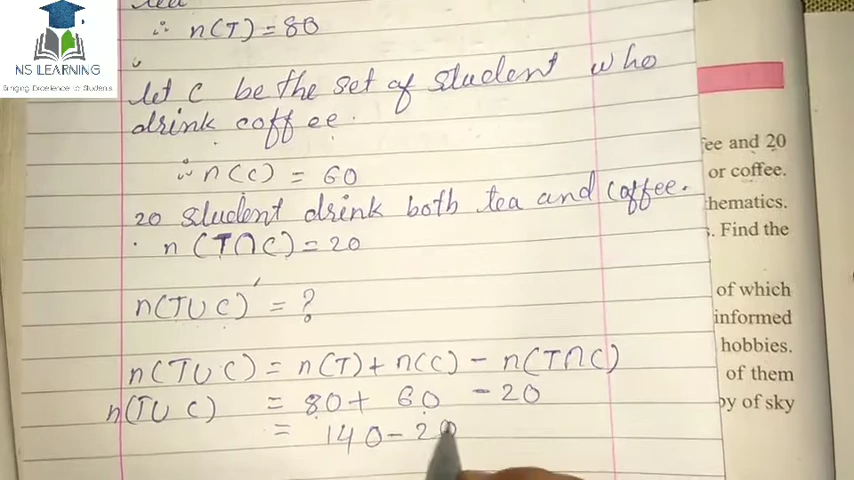 ∴ n(T) = 80
NS LEARNING
Bringing Excellence to Students
let C be the set of student who
drink coffee.
∴ n(C) = 60
20 student drink both tea and coffee.
∴ n(T∩C) = 20
n(T∪C)' = ?
n(T∪C) = n(T) + n(C) - n(T∩C)
n(T∪C) = 80 + 60 - 20
= 140 - 20
ee and 20
or coffee.
hematics.
. Find the
of which
informed
hobbies.
of them
by of sky